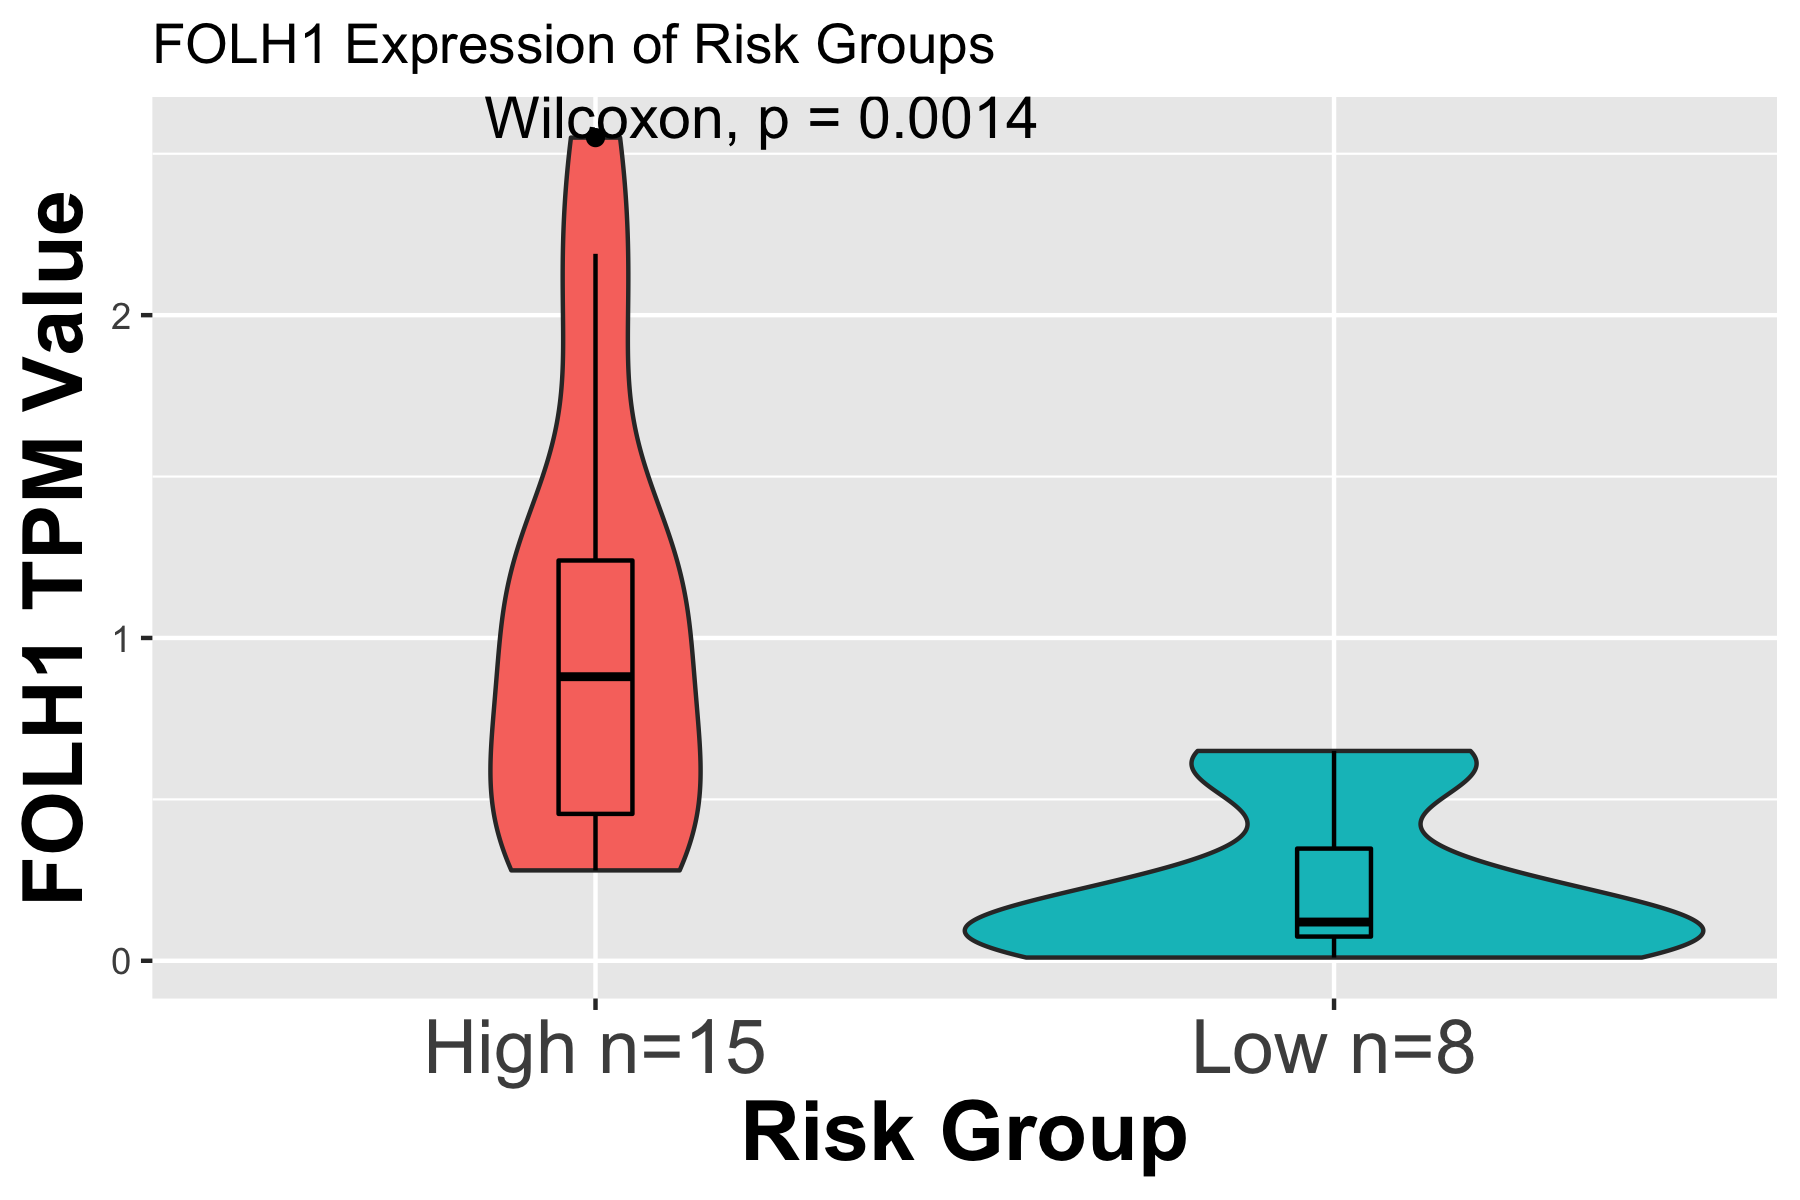 FOLH1 Expression of Risk Groups
Wilcoxon, p = 0.0014
FOLH1 TPM Value
2
1
0
High n=15
Low n=8
Risk Group